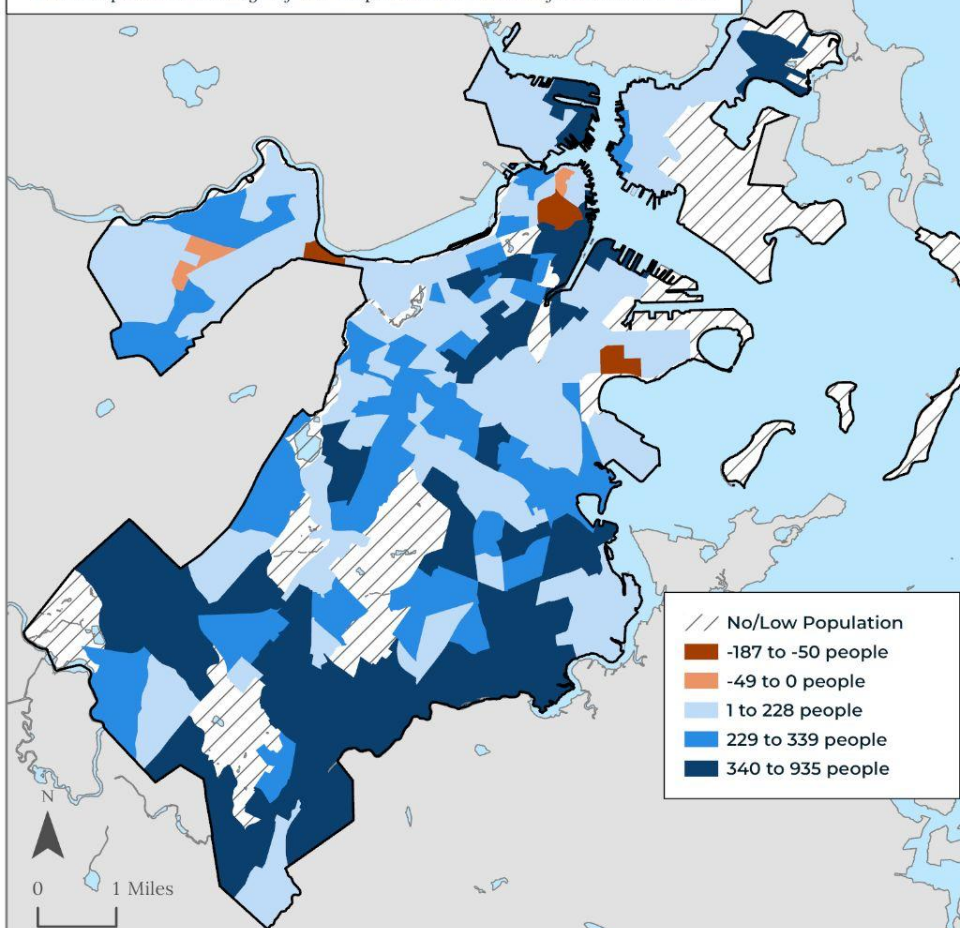 No/Low Population
-187 to -50 people
-49 to 0 people
1 to 228 people
229 to 339 people
340 to 935 people
N
0 1 Miles